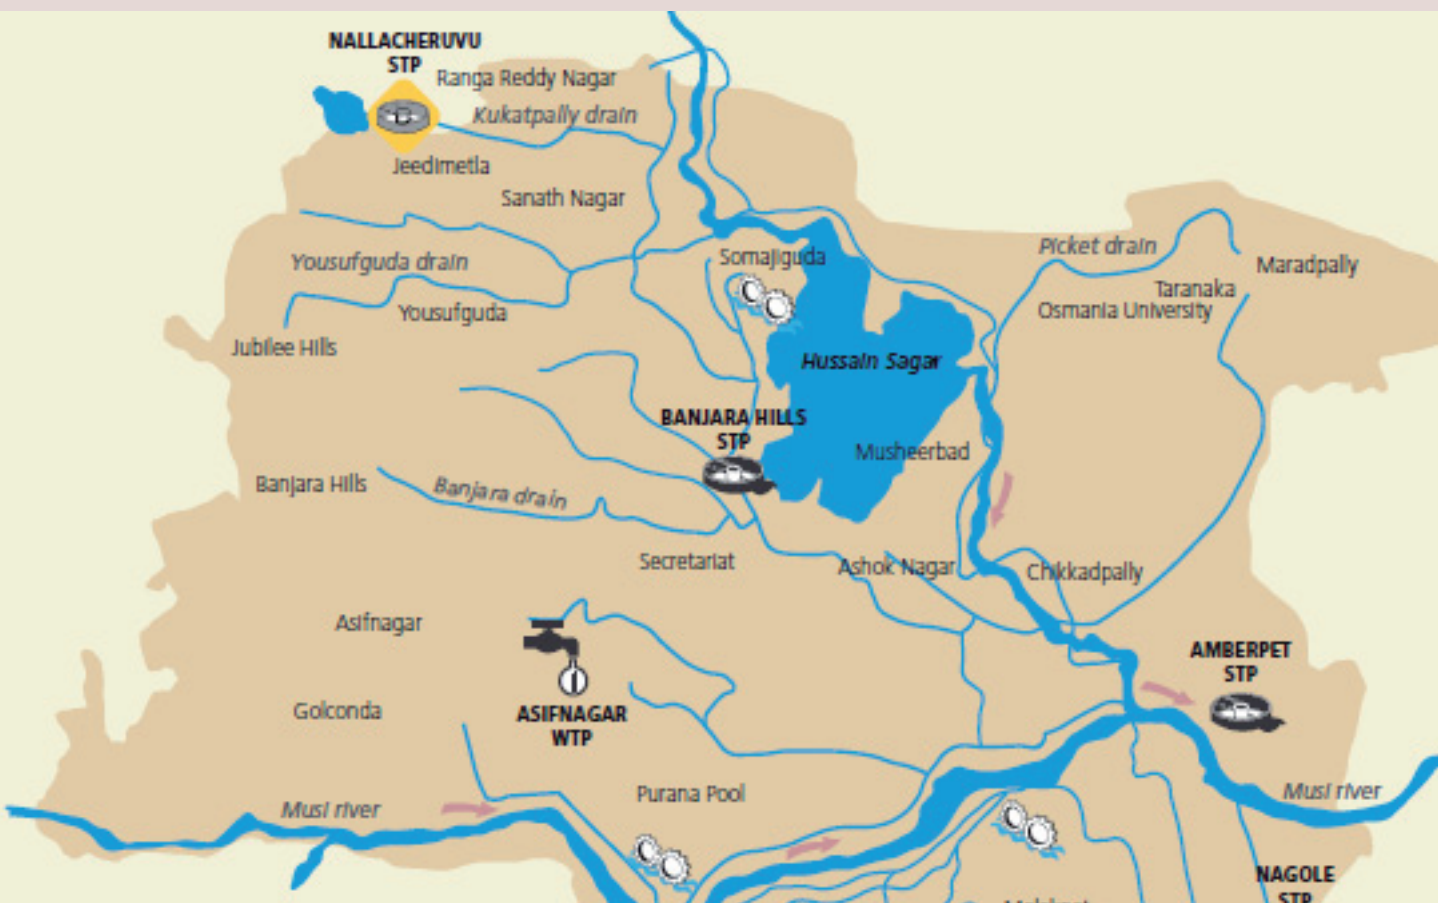 NALLACHERUVU
STP
Ranga Reddy Nagar
Kukatpally drain
Jeedimetla
Sanath Nagar
Yousufguda drain
Yousufguda
Jubilee Hills
Somajiguda
Picket drain
Maradpally
Taranaka
Osmania University
Hussain Sagar
BANJARA HILLS
STP
Musheerbad
Banjara Hills
Banjara drain
Secretariat
Ashok Nagar
Chikkadpally
Asifnagar
AMBERPET
STP
Golconda
ASIFNAGAR
WTP
Purana Pool
Musi river
Musi river
NAGOLE
STP